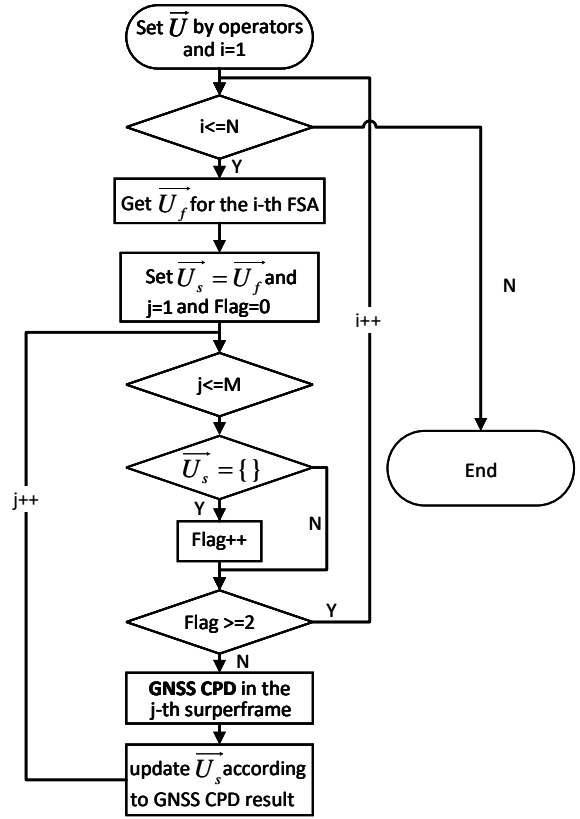 Set U by operators
and i=1
i<=N
Y
Get U f for the i-th FSA
Set U s = U f and
j=1 and Flag=0
i++
N
j<=M
U s = { }
End
j++
Y
N
Flag++
Flag >=2
Y
N
GNSS CPD in the
j-th surperframe
update U s according
to GNSS CPD result